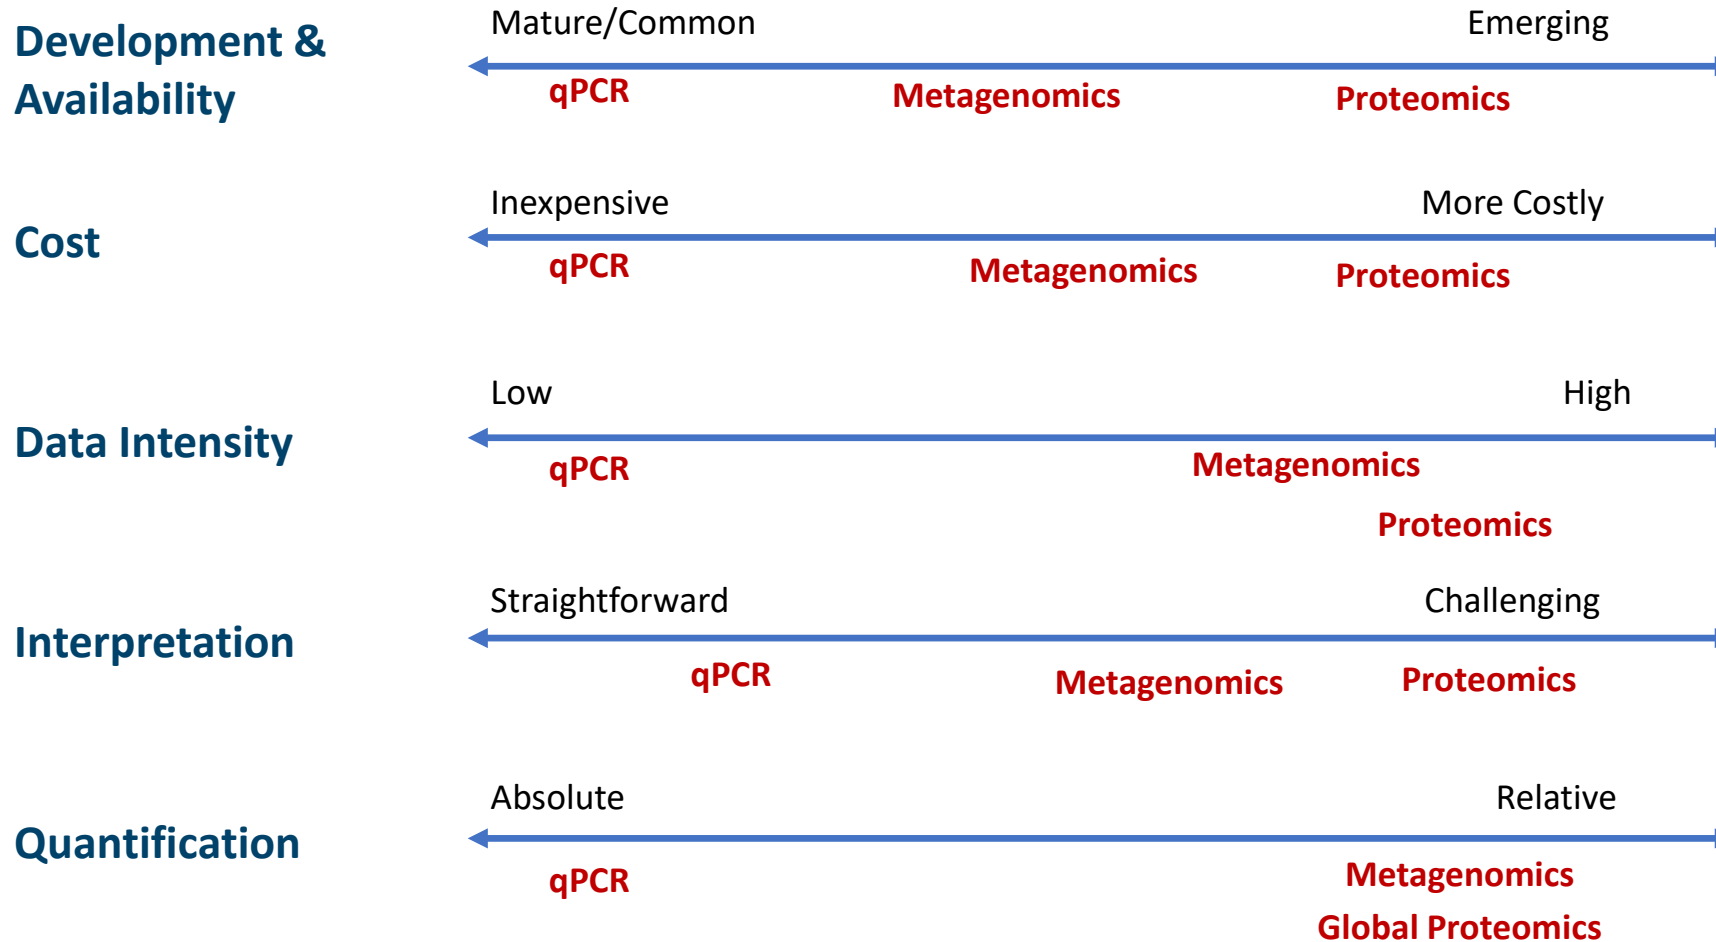 Development &
Availability
Mature/Common
Emerging
qPCR
Metagenomics
Proteomics
Cost
Inexpensive
More Costly
qPCR
Metagenomics
Proteomics
Data Intensity
Low
High
qPCR
Metagenomics
Proteomics
Interpretation
Straightforward
Challenging
qPCR
Metagenomics
Proteomics
Quantification
Absolute
Relative
qPCR
Metagenomics
Global Proteomics